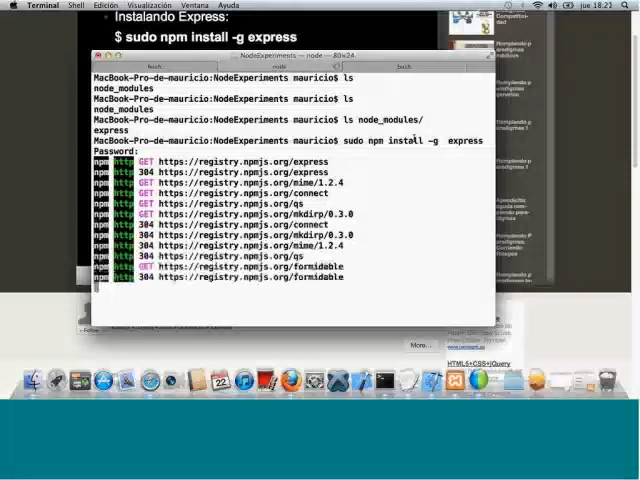 Terminal Shell Edición Visualización Ventana Ayuda
jue 18:21
Instalando Express:
$ sudo npm install -g express
NodeExperiments — node — 80×24
bash
node
bash
MacBook-Pro-de-mauricio:NodeExperiments mauricio$ ls
node_modules
MacBook-Pro-de-mauricio:NodeExperiments mauricio$ ls
node_modules
MacBook-Pro-de-mauricio:NodeExperiments mauricio$ ls node_modules/
express
MacBook-Pro-de-mauricio:NodeExperiments mauricio$ sudo npm install -g  express
Password:
npm http GET https://registry.npmjs.org/express
npm http 304 https://registry.npmjs.org/express
npm http GET https://registry.npmjs.org/mime/1.2.4
npm http GET https://registry.npmjs.org/connect
npm http GET https://registry.npmjs.org/qs
npm http GET https://registry.npmjs.org/mkdirp/0.3.0
npm http 304 https://registry.npmjs.org/connect
npm http 304 https://registry.npmjs.org/mkdirp/0.3.0
npm http 304 https://registry.npmjs.org/mime/1.2.4
npm http 304 https://registry.npmjs.org/qs
npm http GET https://registry.npmjs.org/formidable
npm http 304 https://registry.npmjs.org/formidable
Follow
More...
HTML5+CSS+jQuery
22